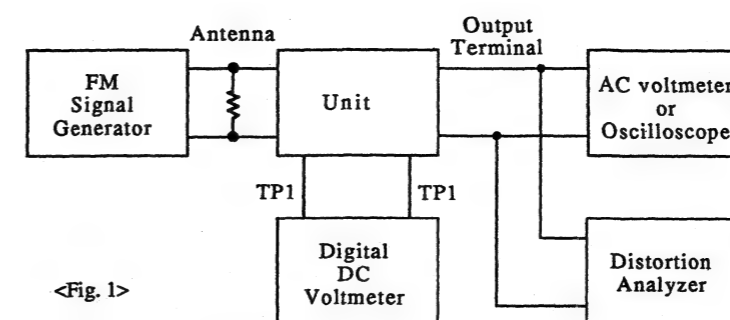 Antenna
Output
Terminal
FM
Signal
Generator
Unit
AC voltmeter
or
Oscilloscope
TP1 TP1
Digital
DC
Voltmeter
Distortion
Analyzer
<Fig. 1>